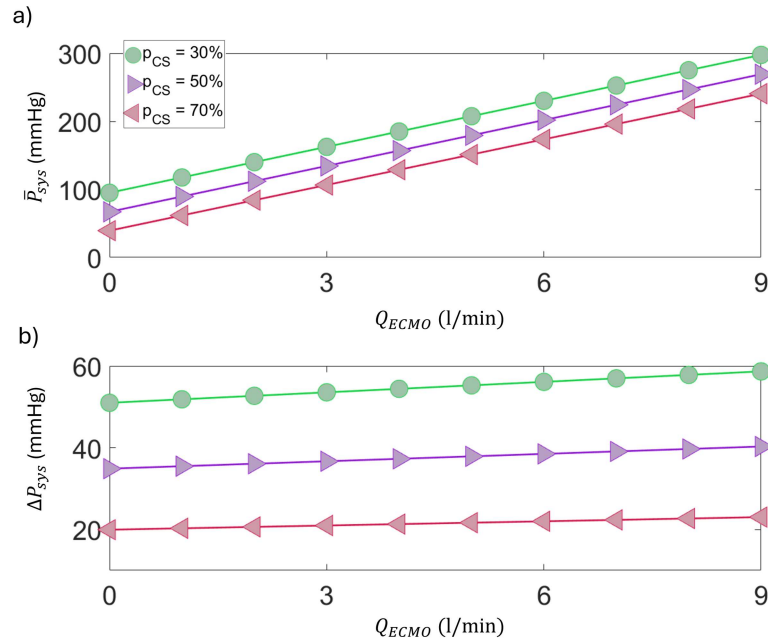 a)
300
200
100
0
P̄sys (mmHg)
pCS = 30%
pCS = 50%
pCS = 70%
0 3 6 9
QECMO (l/min)
b)
60
40
20
ΔPsys (mmHg)
0 3 6 9
QECMO (l/min)